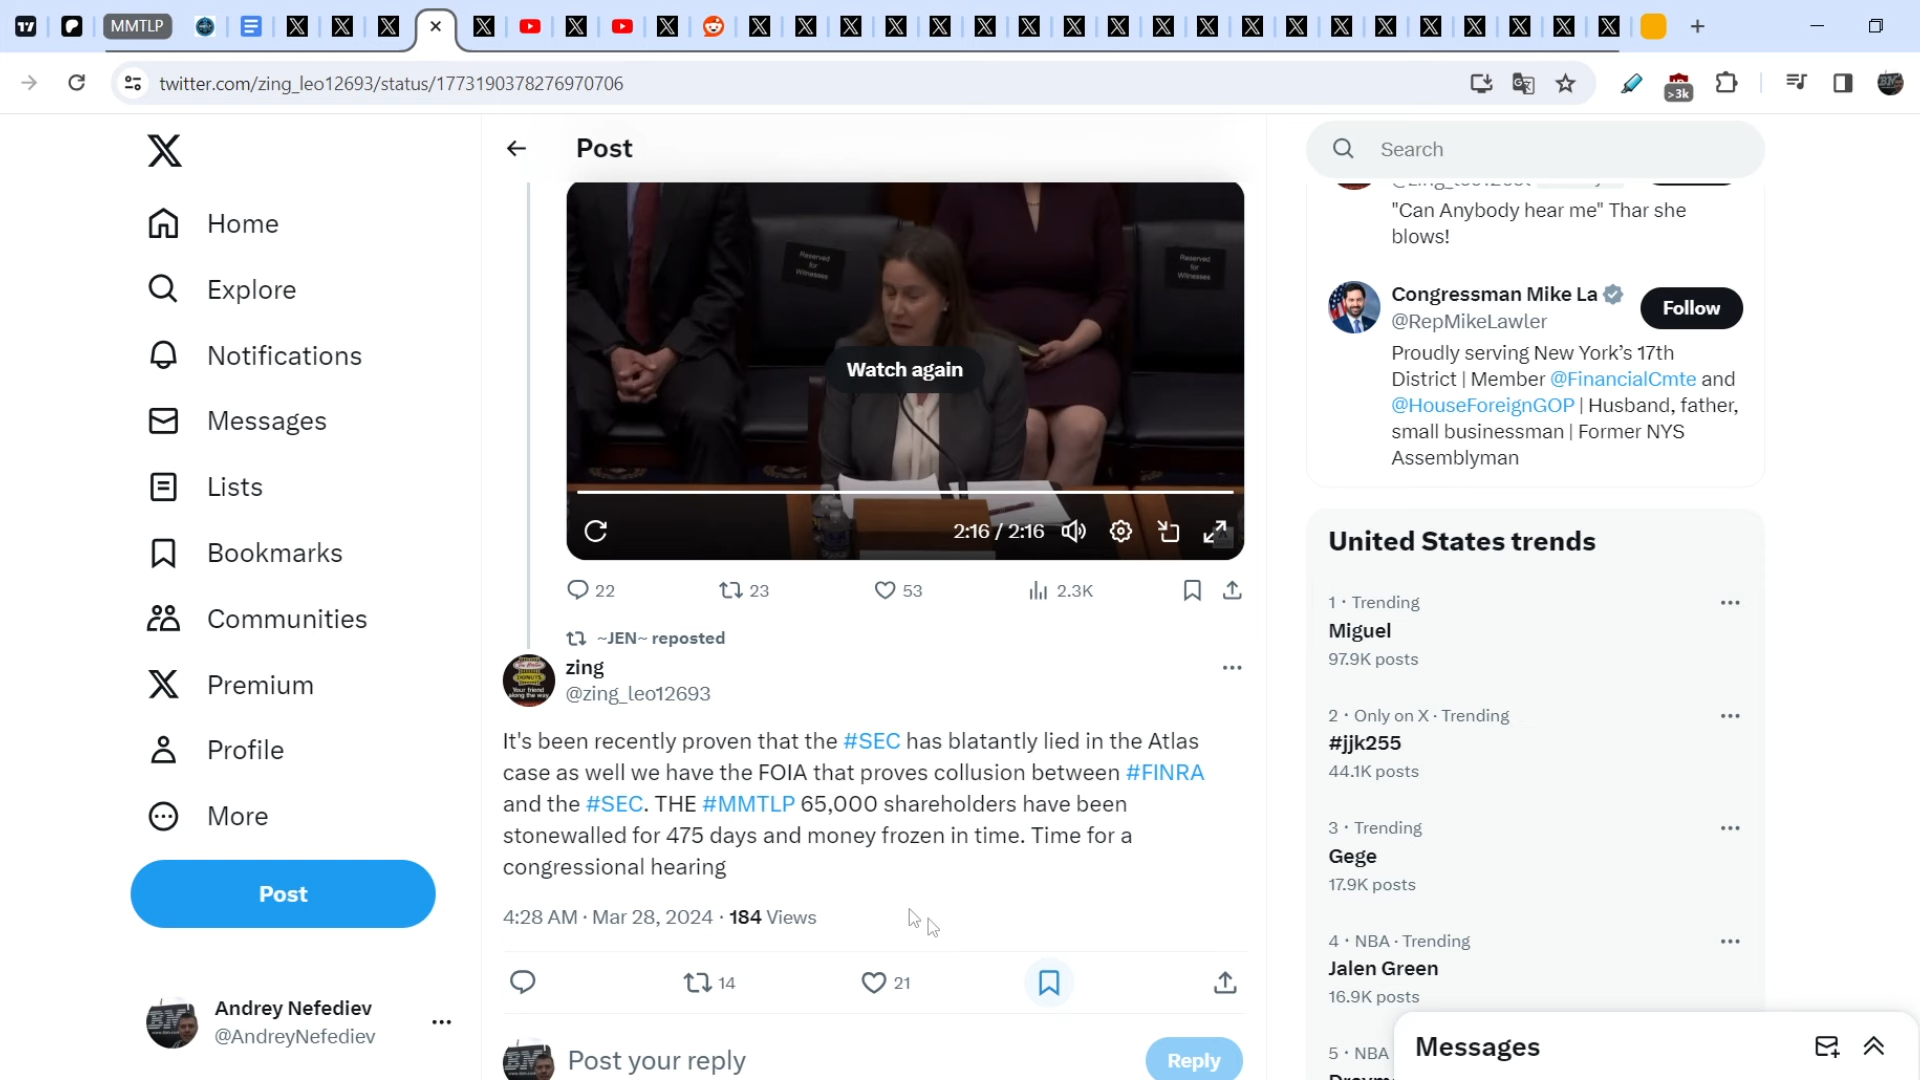 MMTLP
twitter.com/zing_leo12693/status/1773190378276970706
>3k
Home
Explore
Notifications
Messages
Lists
Bookmarks
Communities
Premium
Profile
More
Post
Andrey Nefediev
@AndreyNefediev
Post
Reserved
for
Witnesses
Reserved
for
Witnesses
Watch again
2:16 / 2:16
22
23
53
2.3K
~JEN~ reposted
zing
@zing_leo12693
It's been recently proven that the #SEC has blatantly lied in the Atlas
case as well we have the FOIA that proves collusion between #FINRA
and the #SEC. THE #MMTLP 65,000 shareholders have been
stonewalled for 475 days and money frozen in time. Time for a
congressional hearing
4:28 AM · Mar 28, 2024 · 184 Views
14
21
Post your reply
Reply
Search
"Can Anybody hear me" Thar she
blows!
Congressman Mike La
@RepMikeLawler
Follow
Proudly serving New York's 17th
District | Member @FinancialCmte and
@HouseForeignGOP | Husband, father,
small businessman | Former NYS
Assemblyman
United States trends
1 · Trending
Miguel
97.9K posts
2 · Only on X · Trending
#jjk255
44.1K posts
3 · Trending
Gege
17.9K posts
4 · NBA · Trending
Jalen Green
16.9K posts
5 · NBA
Messages